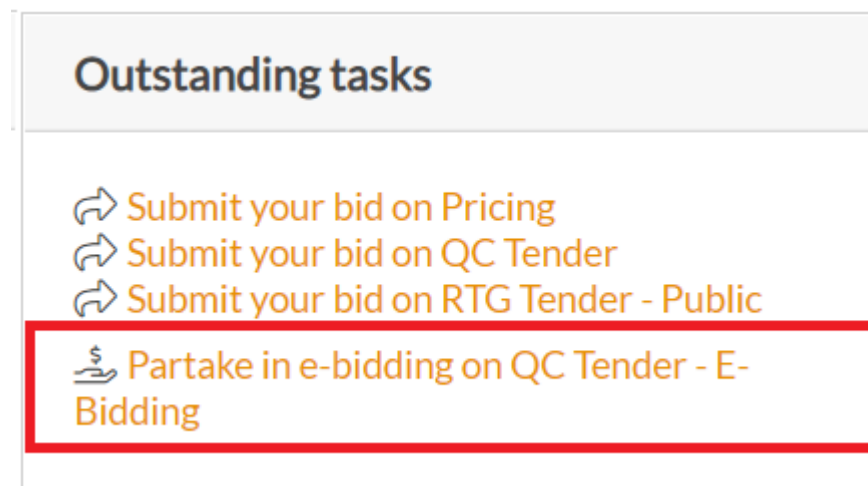 Outstanding tasks
Submit your bid on Pricing
Submit your bid on QC Tender
Submit your bid on RTG Tender - Public
$ Partake in e-bidding on QC Tender - E-
Bidding